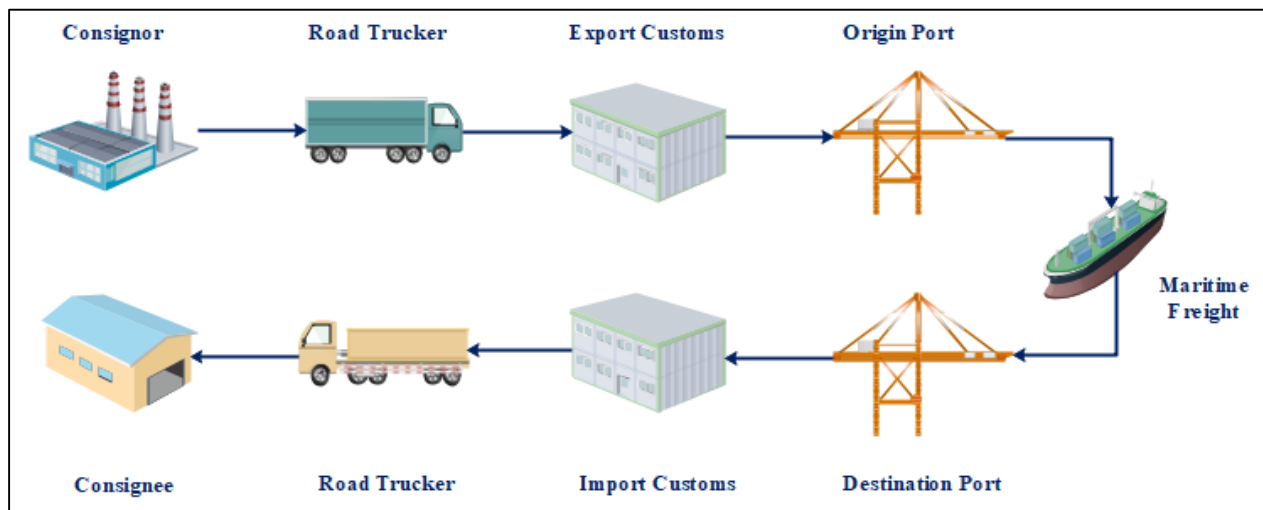 Consignor
Road Trucker
Export Customs
Origin Port
Maritime
Freight
Consignee
Road Trucker
Import Customs
Destination Port